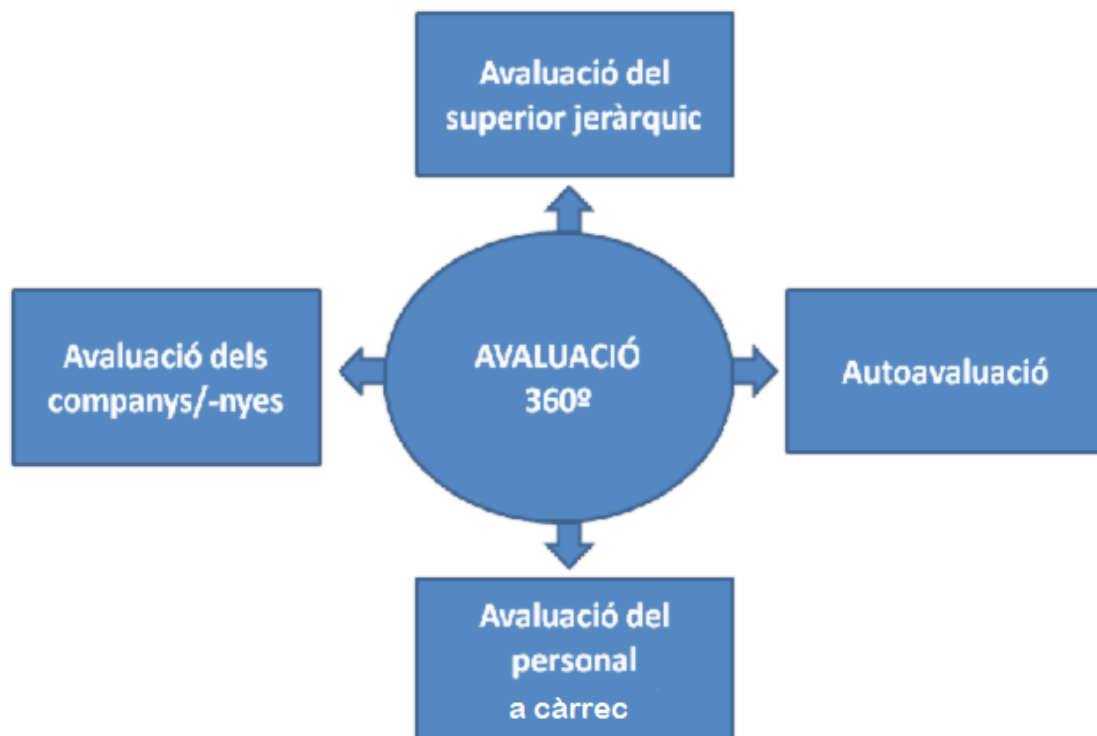 Avaluació del
superior jeràrquic
Avaluació dels
companys/-nyes
AVALUACIÓ
360º
Autoavaluació
Avaluació del
personal
a càrrec